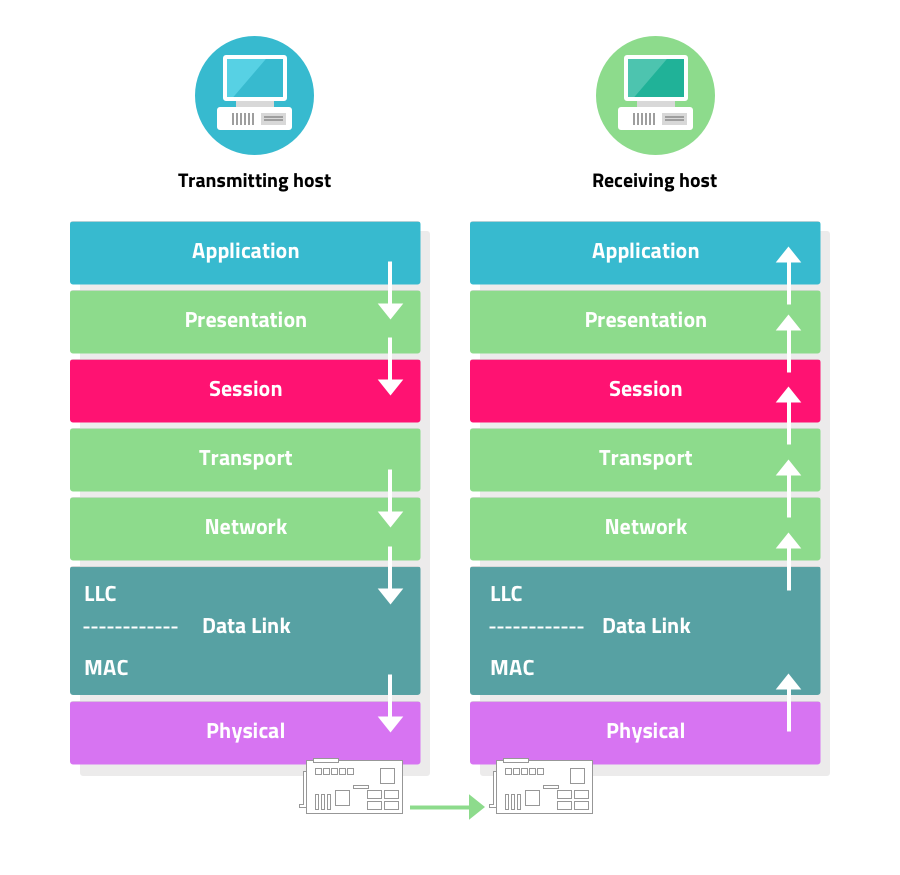 Transmitting host
Receiving host
Application
Presentation
Session
Transport
Network
LLC
------------
Data Link
MAC
Physical
Application
Presentation
Session
Transport
Network
LLC
------------
Data Link
MAC
Physical